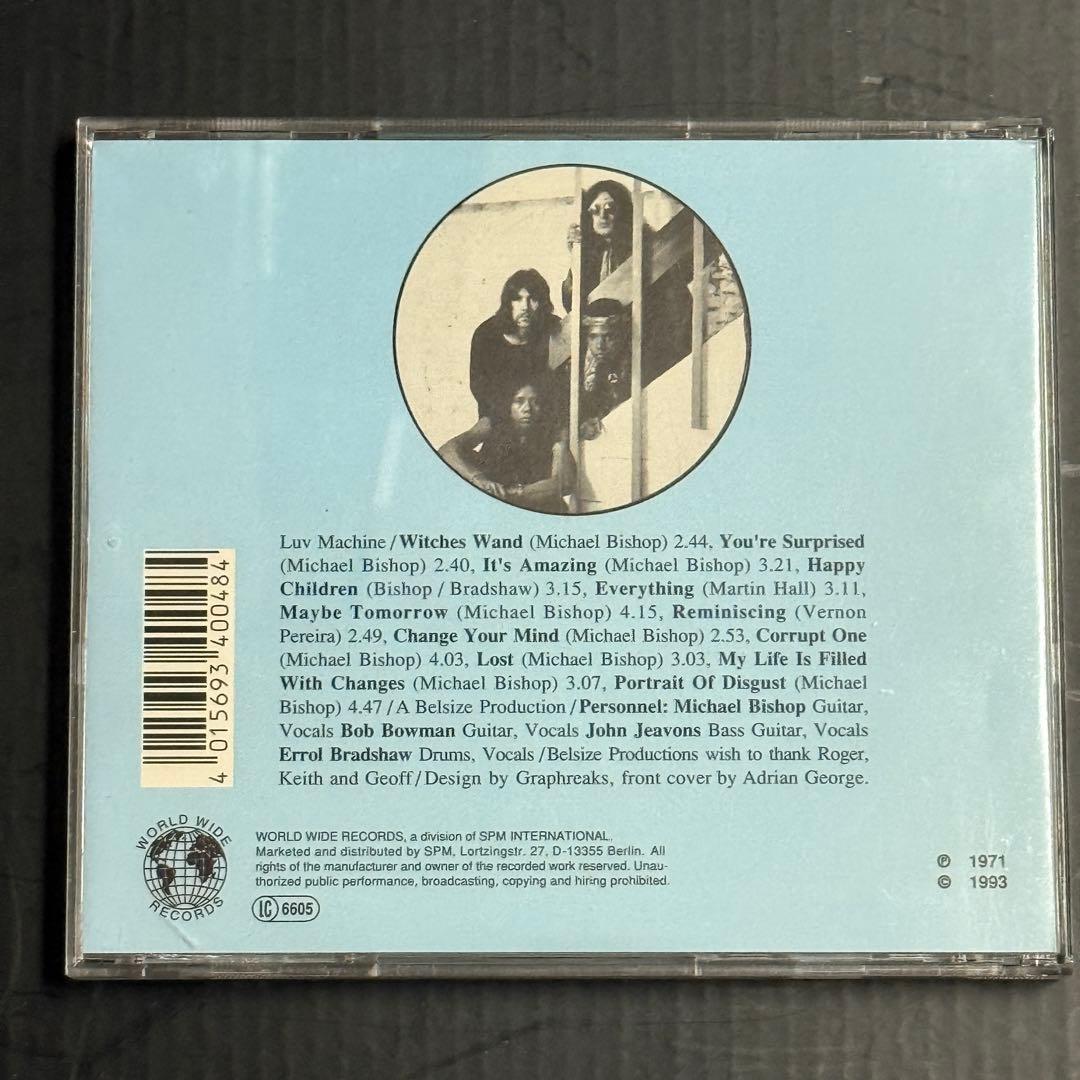 Luv Machine/Witches Wand (Michael Bishop) 2.44, You're Surprised
(Michael Bishop) 2.40, It's Amazing (Michael Bishop) 3.21, Happy
Children (Bishop / Bradshaw) 3.15, Everything (Martin Hall) 3.11,
Maybe Tomorrow (Michael Bishop) 4.15, Reminiscing (Vernon
Pereira) 2.49, Change Your Mind (Michael Bishop) 2.53, Corrupt One
(Michael Bishop) 4.03, Lost (Michael Bishop) 3.03, My Life Is Filled
With Changes (Michael Bishop) 3.07, Portrait Of Disgust (Michael
Bishop) 4.47/A Belsize Production/Personnel: Michael Bishop Guitar,
Vocals Bob Bowman Guitar, Vocals John Jeavons Bass Guitar, Vocals
Errol Bradshaw Drums, Vocals/Belsize Productions wish to thank Roger,
Keith and Geoff/Design by Graphreaks, front cover by Adrian George.
4 015693 400484
WORLD WIDE
RECORDS
WORLD WIDE RECORDS, a division of SPM INTERNATIONAL.
Marketed and distributed by SPM, Lortzingstr. 27, D-13355 Berlin. All
rights of the manufacturer and owner of the recorded work reserved. Unau-
thorized public performance, broadcasting, copying and hiring prohibited.
LC 6605
℗ 1971
© 1993